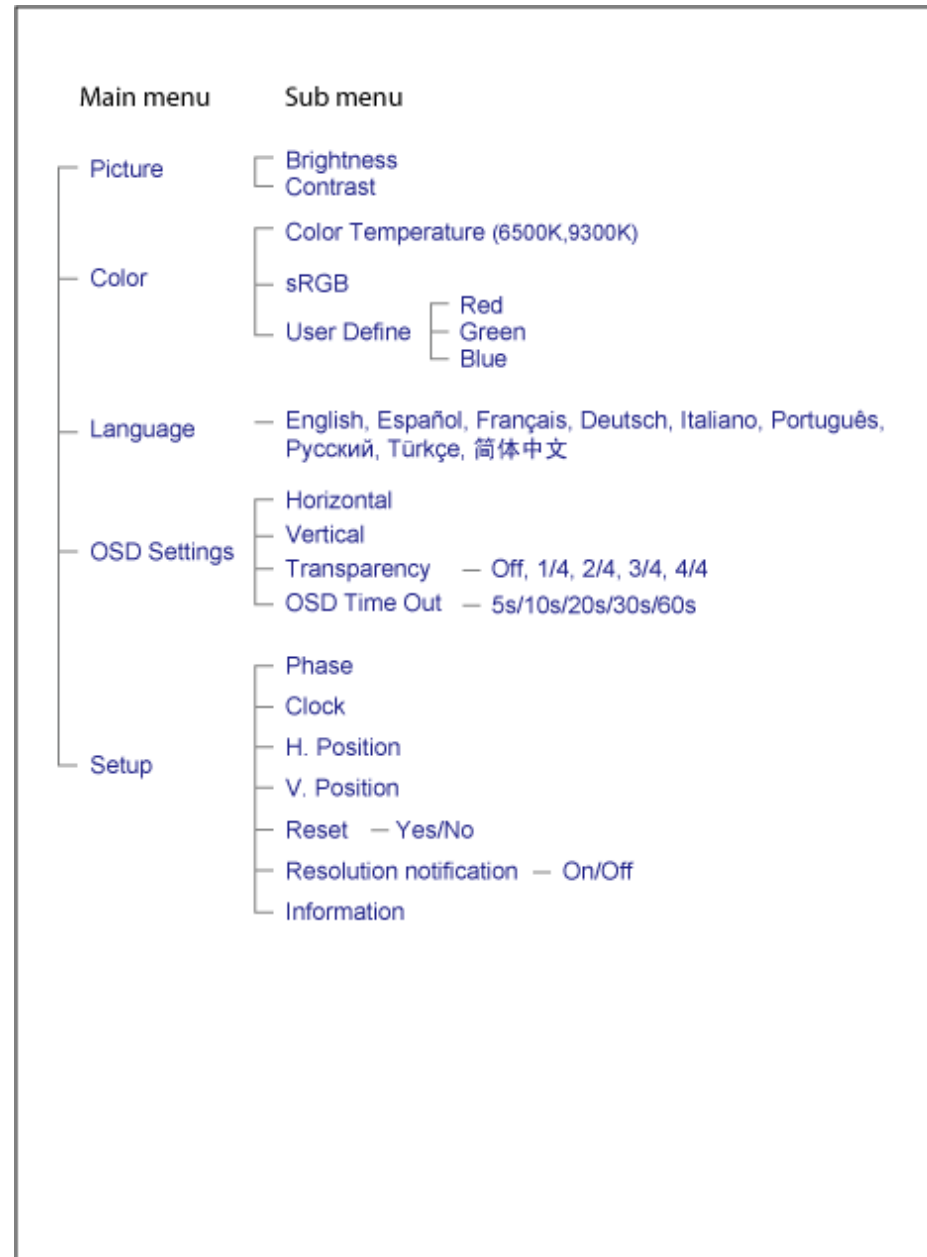 Main menu Sub menu
Picture
Brightness
Contrast
Color
Color Temperature (6500K,9300K)
sRGB
User Define
Red
Green
Blue
Language — English, Español, Français, Deutsch, Italiano, Português,
Русский, Türkçe, 简体中文
OSD Settings
Horizontal
Vertical
Transparency — Off, 1/4, 2/4, 3/4, 4/4
OSD Time Out — 5s/10s/20s/30s/60s
Setup
Phase
Clock
H. Position
V. Position
Reset — Yes/No
Resolution notification — On/Off
Information